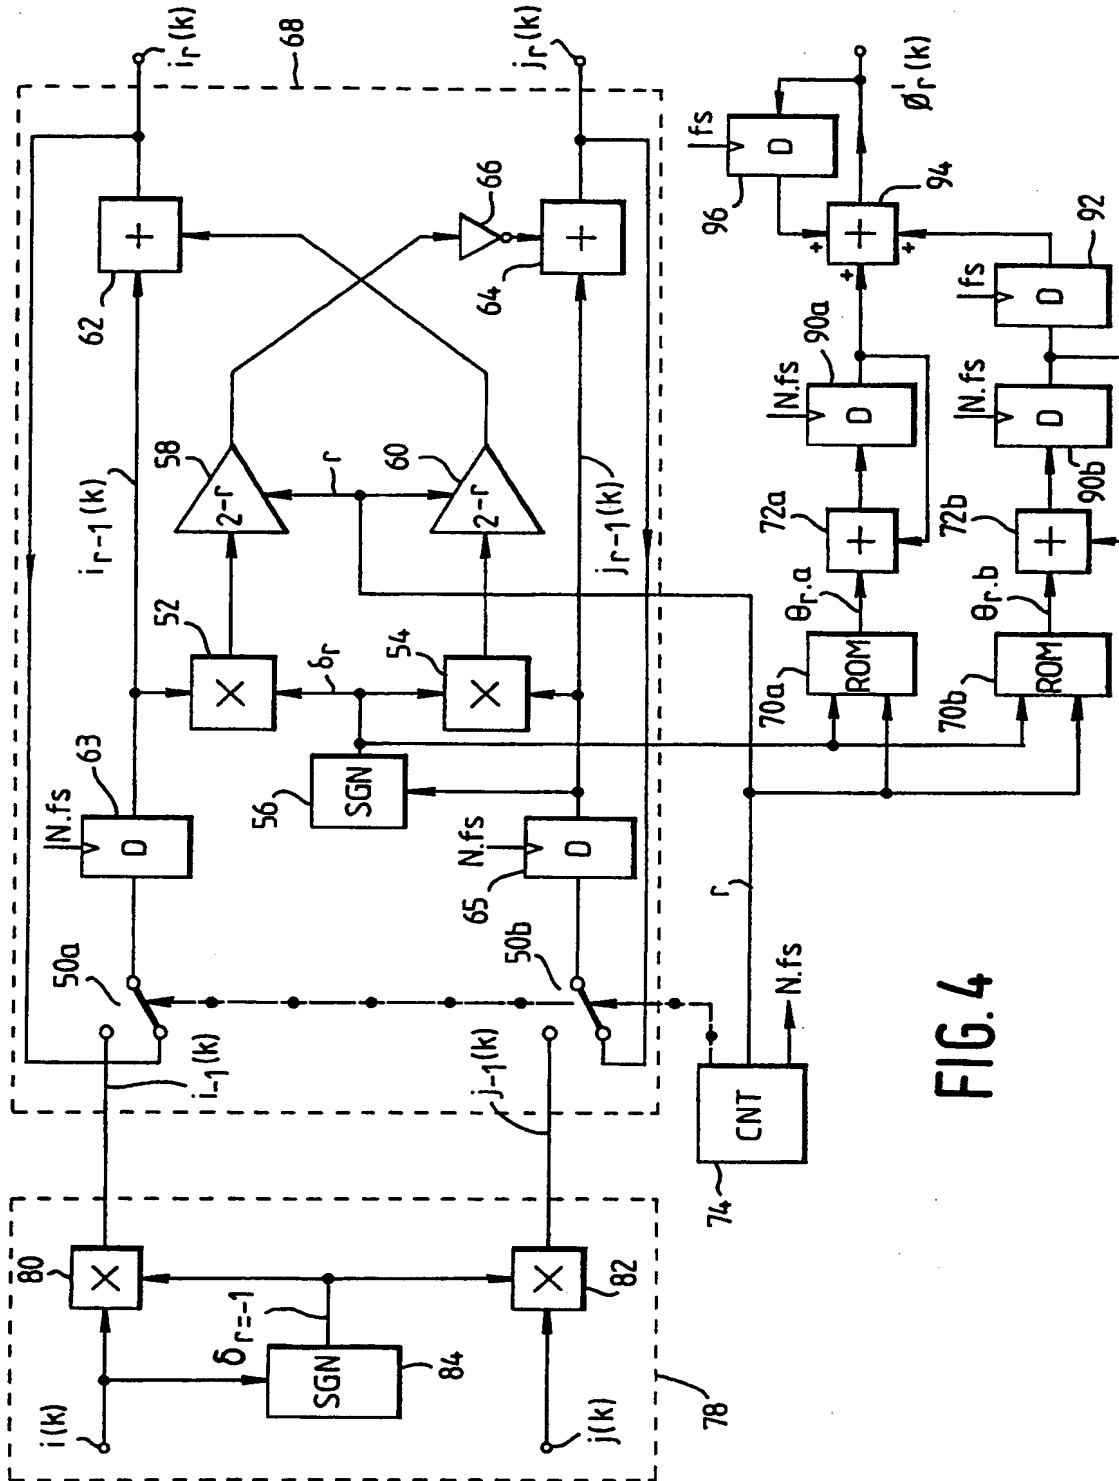 i(k)
δr=-1
SGN
84
80
X
j(k)
X
82
78
i-1(k)
j-1(k)
50a
50b
N.fs
63
D
N.fs
65
D
56
SGN
52
X
δr
54
X
58
2-r
r
60
2-r
ir-1(k)
jr-1(k)
62
+
66
64
+
68
ir(k)
jr(k)
74
CNT
N.fs
r
70a
ROM
θr.a
72a
+
N.fs
90a
D
70b
ROM
θr.b
72b
+
N.fs
90b
D
fs
92
D
+
+
+
+
94
96
fs
D
Ø'r(k)
FIG. 4